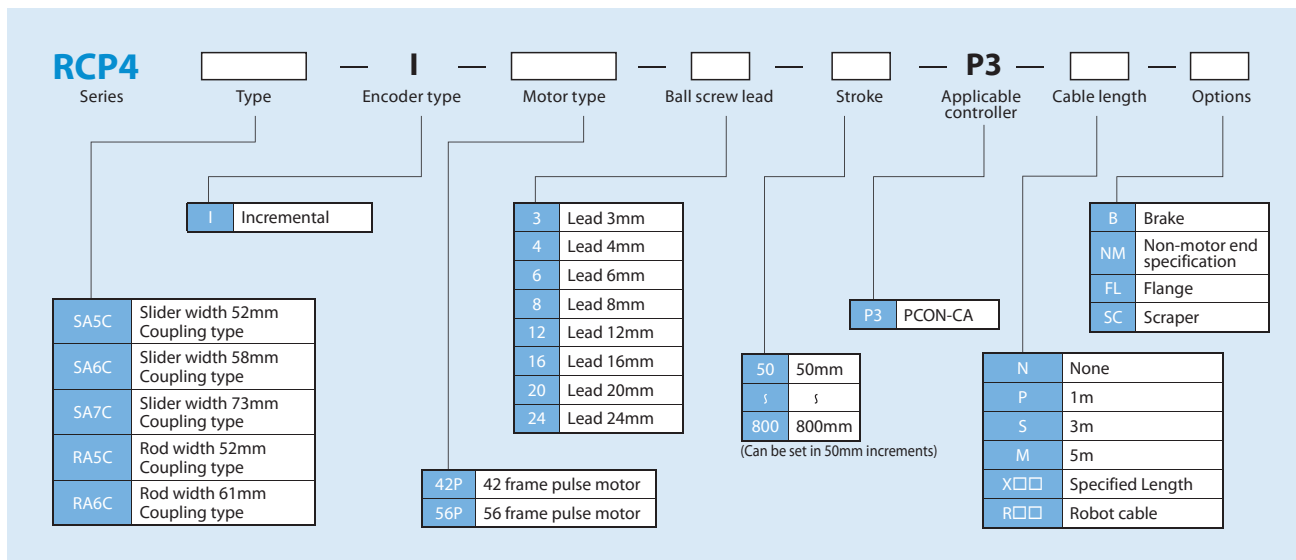 RCP4 — I — — — — P3 — —
Series Type Encoder type Motor type Ball screw lead Stroke Applicable controller Cable length Options
I Incremental
SA5C Slider width 52mm Coupling type
SA6C Slider width 58mm Coupling type
SA7C Slider width 73mm Coupling type
RA5C Rod width 52mm Coupling type
RA6C Rod width 61mm Coupling type
42P 42 frame pulse motor
56P 56 frame pulse motor
3 Lead 3mm
4 Lead 4mm
6 Lead 6mm
8 Lead 8mm
12 Lead 12mm
16 Lead 16mm
20 Lead 20mm
24 Lead 24mm
50 50mm
≀ ≀
800 800mm
(Can be set in 50mm increments)
P3 PCON-CA
N None
P 1m
S 3m
M 5m
X□□ Specified Length
R□□ Robot cable
B Brake
NM Non-motor end specification
FL Flange
SC Scraper